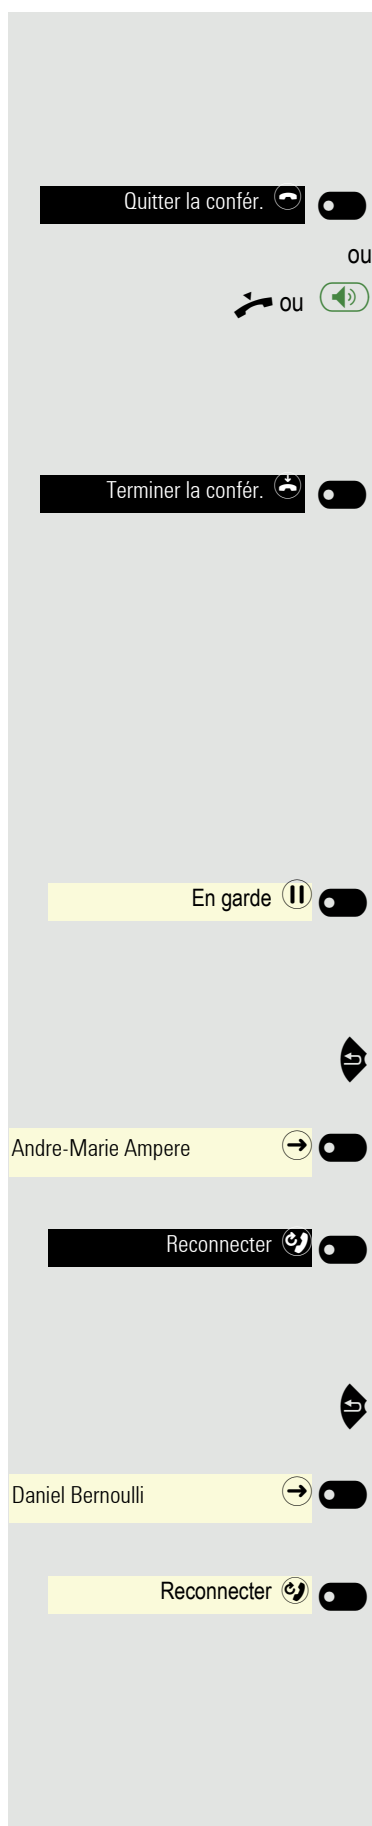 Quitter la confér.
ou
ou
Terminer la confér.
En garde
Andre-Marie Ampere
Reconnecter
Daniel Bernoulli
Reconnecter